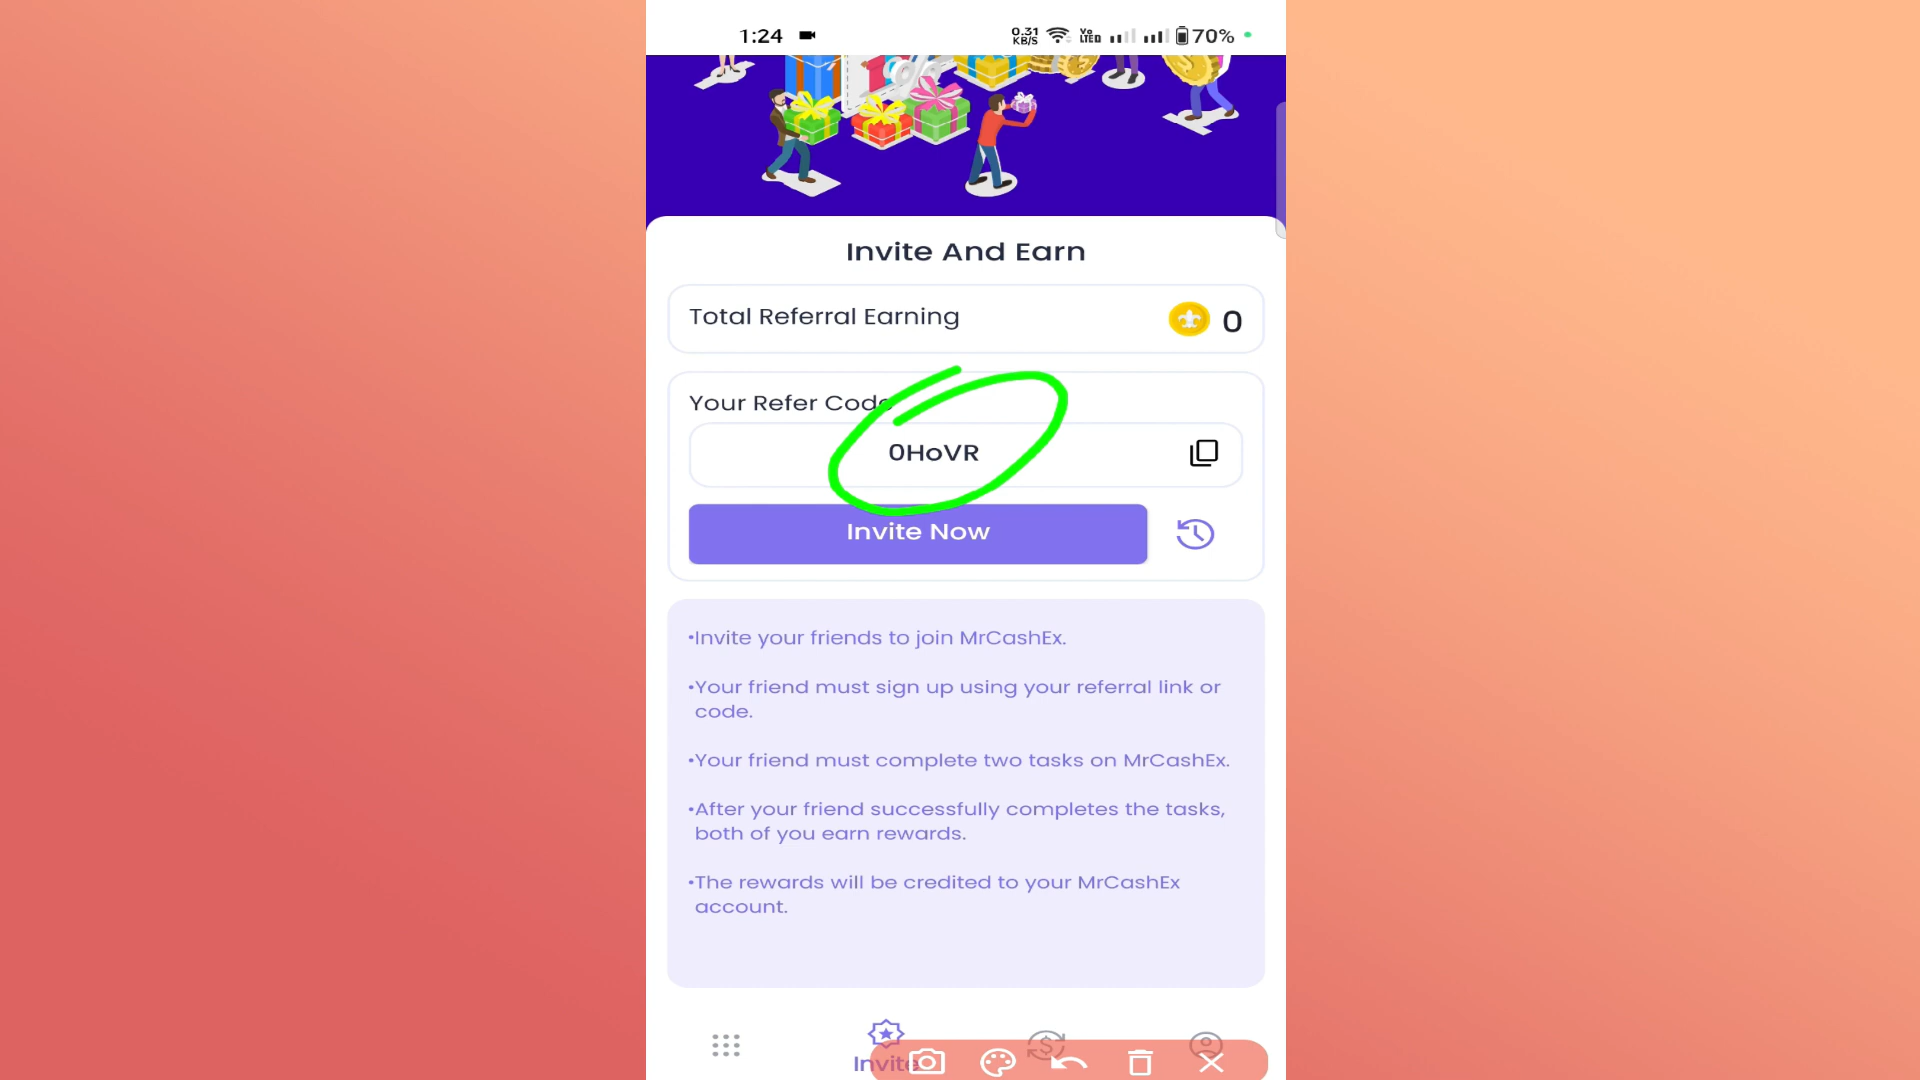 1:24
0.31 KB/S Vo LTE 70%
%
Invite And Earn
Total Referral Earning
0
Your Refer Code
0HoVR
Invite Now
•Invite your friends to join MrCashEx.
•Your friend must sign up using your referral link or
code.
•Your friend must complete two tasks on MrCashEx.
•After your friend successfully completes the tasks,
both of you earn rewards.
•The rewards will be credited to your MrCashEx
account.
Invite